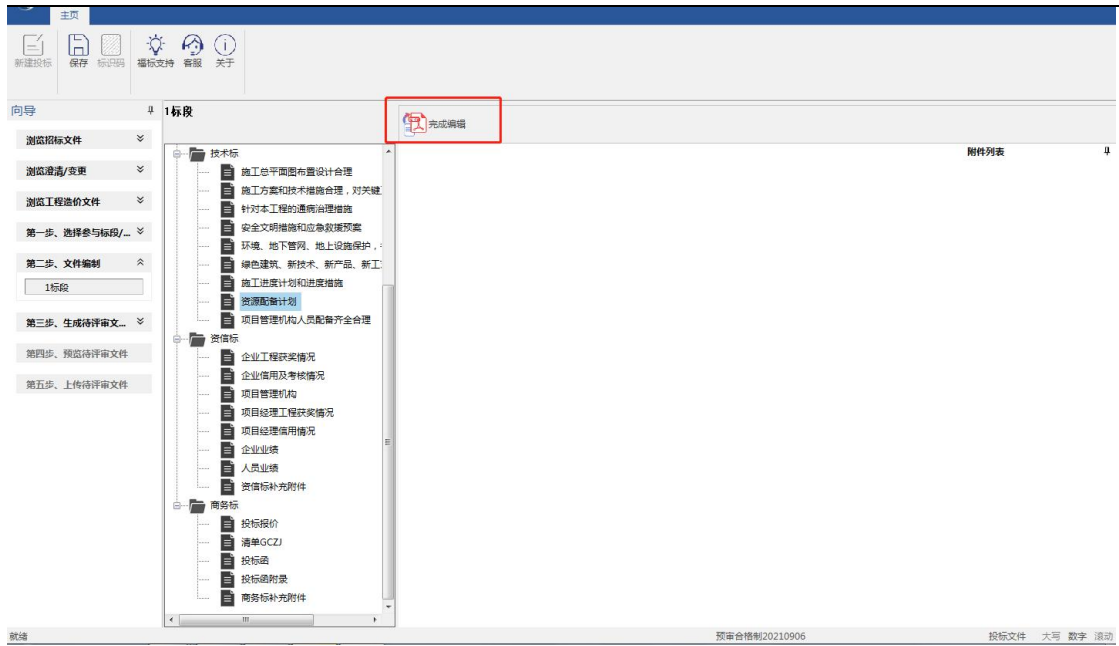 主页
新建投标 保存 标识码 福标支持 客服 关于
向导
浏览招标文件
浏览澄清/变更
浏览工程造价文件
第一步、选择参与标段/...
第二步、文件编制
1标段
第三步、生成待评审文...
第四步、预览待评审文件
第五步、上传待评审文件
1标段
完成编辑
附件列表
技术标
施工总平面图布置设计合理
施工方案和技术措施合理，对关键
针对本工程的通病治理措施
安全文明措施和应急救援预案
环境、地下管网、地上设施保护，
绿色建筑、新技术、新产品、新工
施工进度计划和进度措施
资源配备计划
项目管理机构人员配备齐全合理
资信标
企业工程获奖情况
企业信用及考核情况
项目管理机构
项目经理工程获奖情况
项目经理信用情况
企业业绩
人员业绩
资信标补充附件
商务标
投标报价
清单GCZJ
投标函
投标函附录
商务标补充附件
就绪 预审合格制20210906 投标文件 大写 数字 滚动